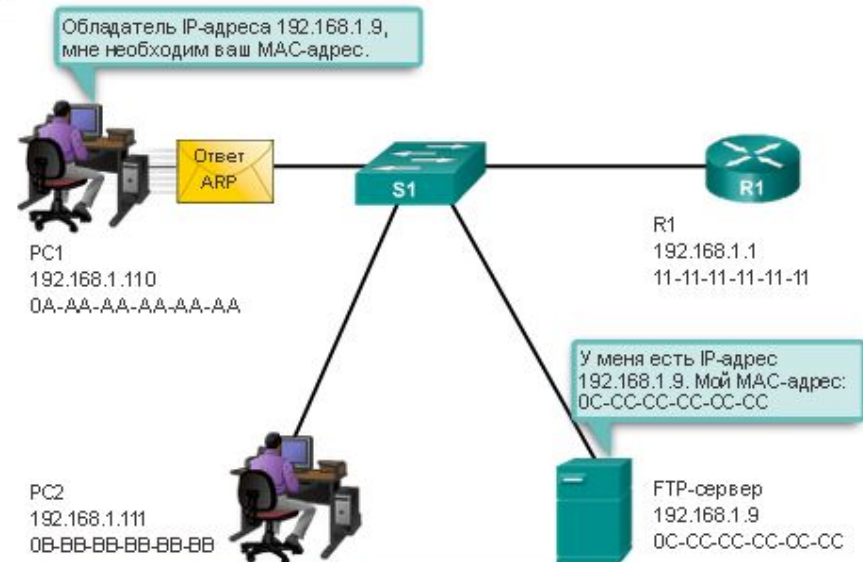 Обладатель IP-адреса 192.168.1.9,
мне необходим ваш MAC-адрес.
Ответ
ARP
S1
R1
R1
192.168.1.1
11-11-11-11-11-11
PC1
192.168.1.110
0A-AA-AA-AA-AA-AA
У меня есть IP-адрес
192.168.1.9. Мой MAC-адрес:
0C-CC-CC-CC-CC-CC
PC2
192.168.1.111
0B-BB-BB-BB-BB-BB
FTP-сервер
192.168.1.9
0C-CC-CC-CC-CC-CC